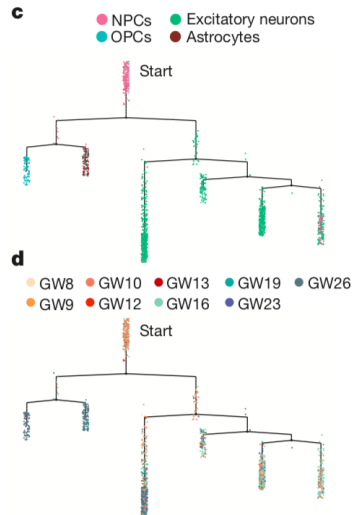 c
NPCs Excitatory neurons
OPCs Astrocytes
Start
d
GW8 GW10 GW13 GW19 GW26
GW9 GW12 GW16 GW23
Start